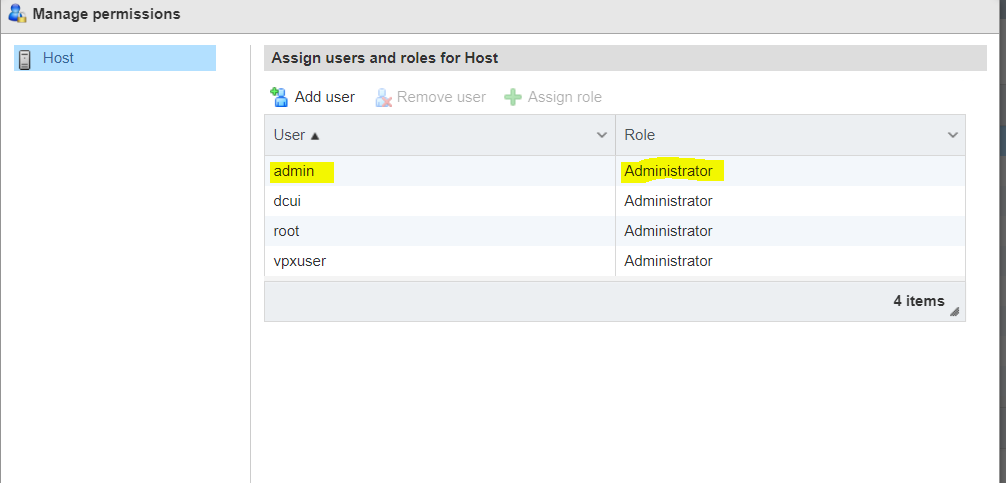 Manage permissions
Host
Assign users and roles for Host
Add user Remove user Assign role
User Role
admin Administrator
dcui Administrator
root Administrator
vpxuser Administrator
4 items